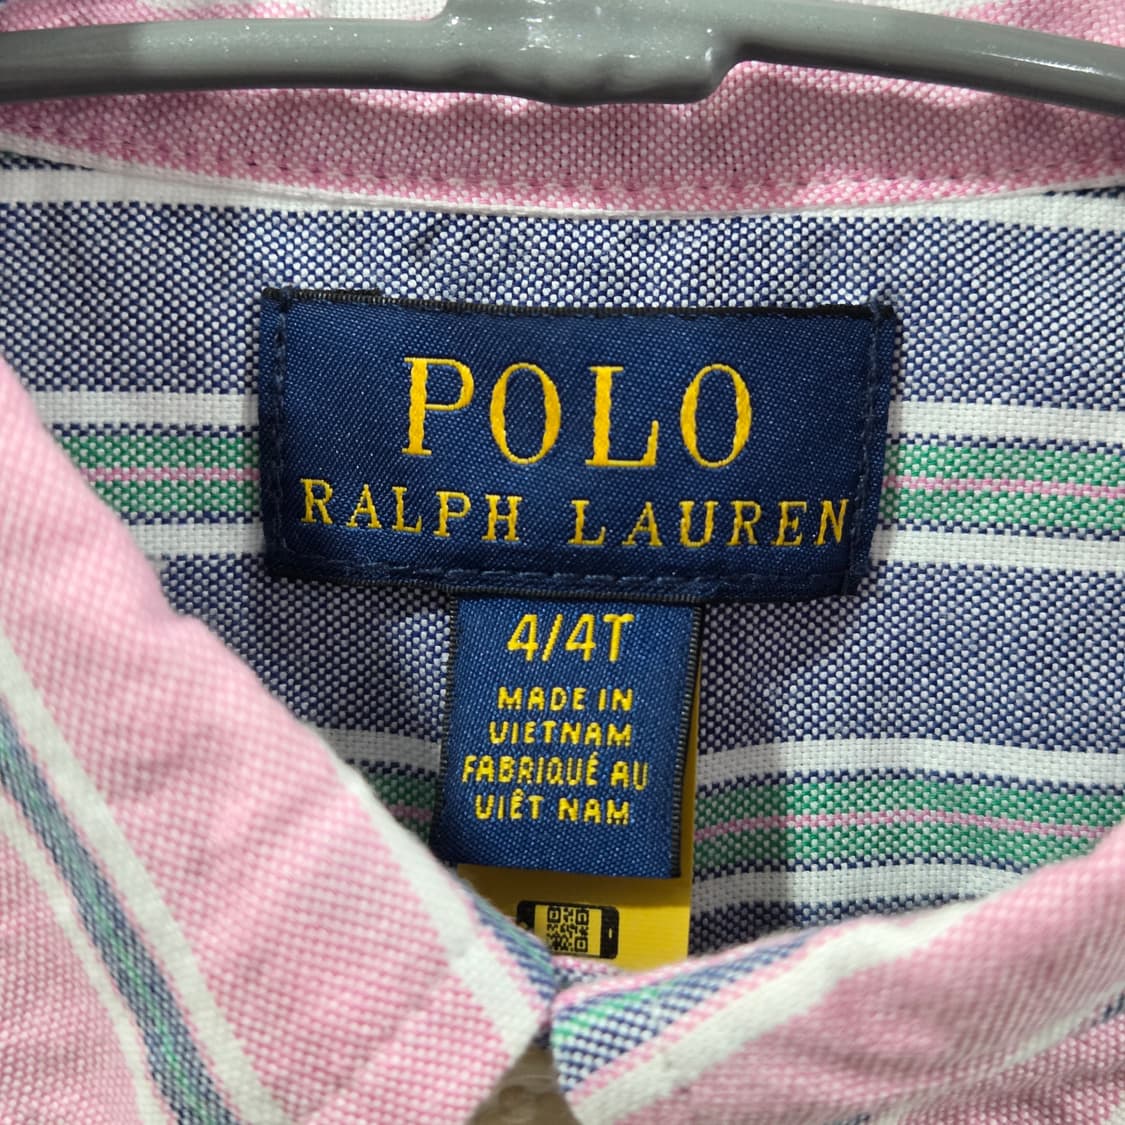 POLO
RALPH LAUREN
4/4T
MADE IN
VIETNAM
FABRIQUÉ AU
VIÊT NAM